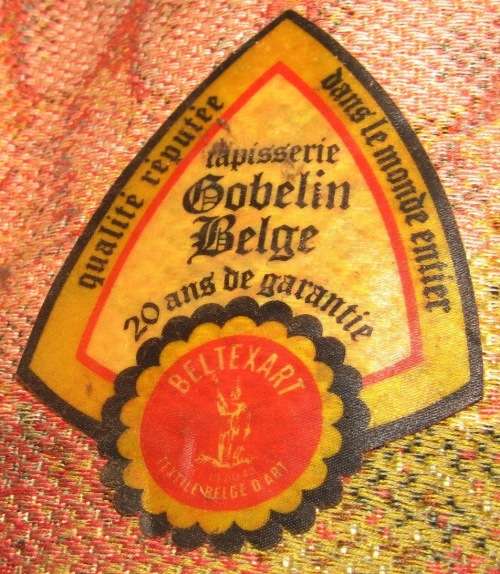 qualité réputée
dans le monde entier
tapisserie
Gobelin
Belge
20 ans de garantie
BELTEXART
TEXTILE BELGE D'ART